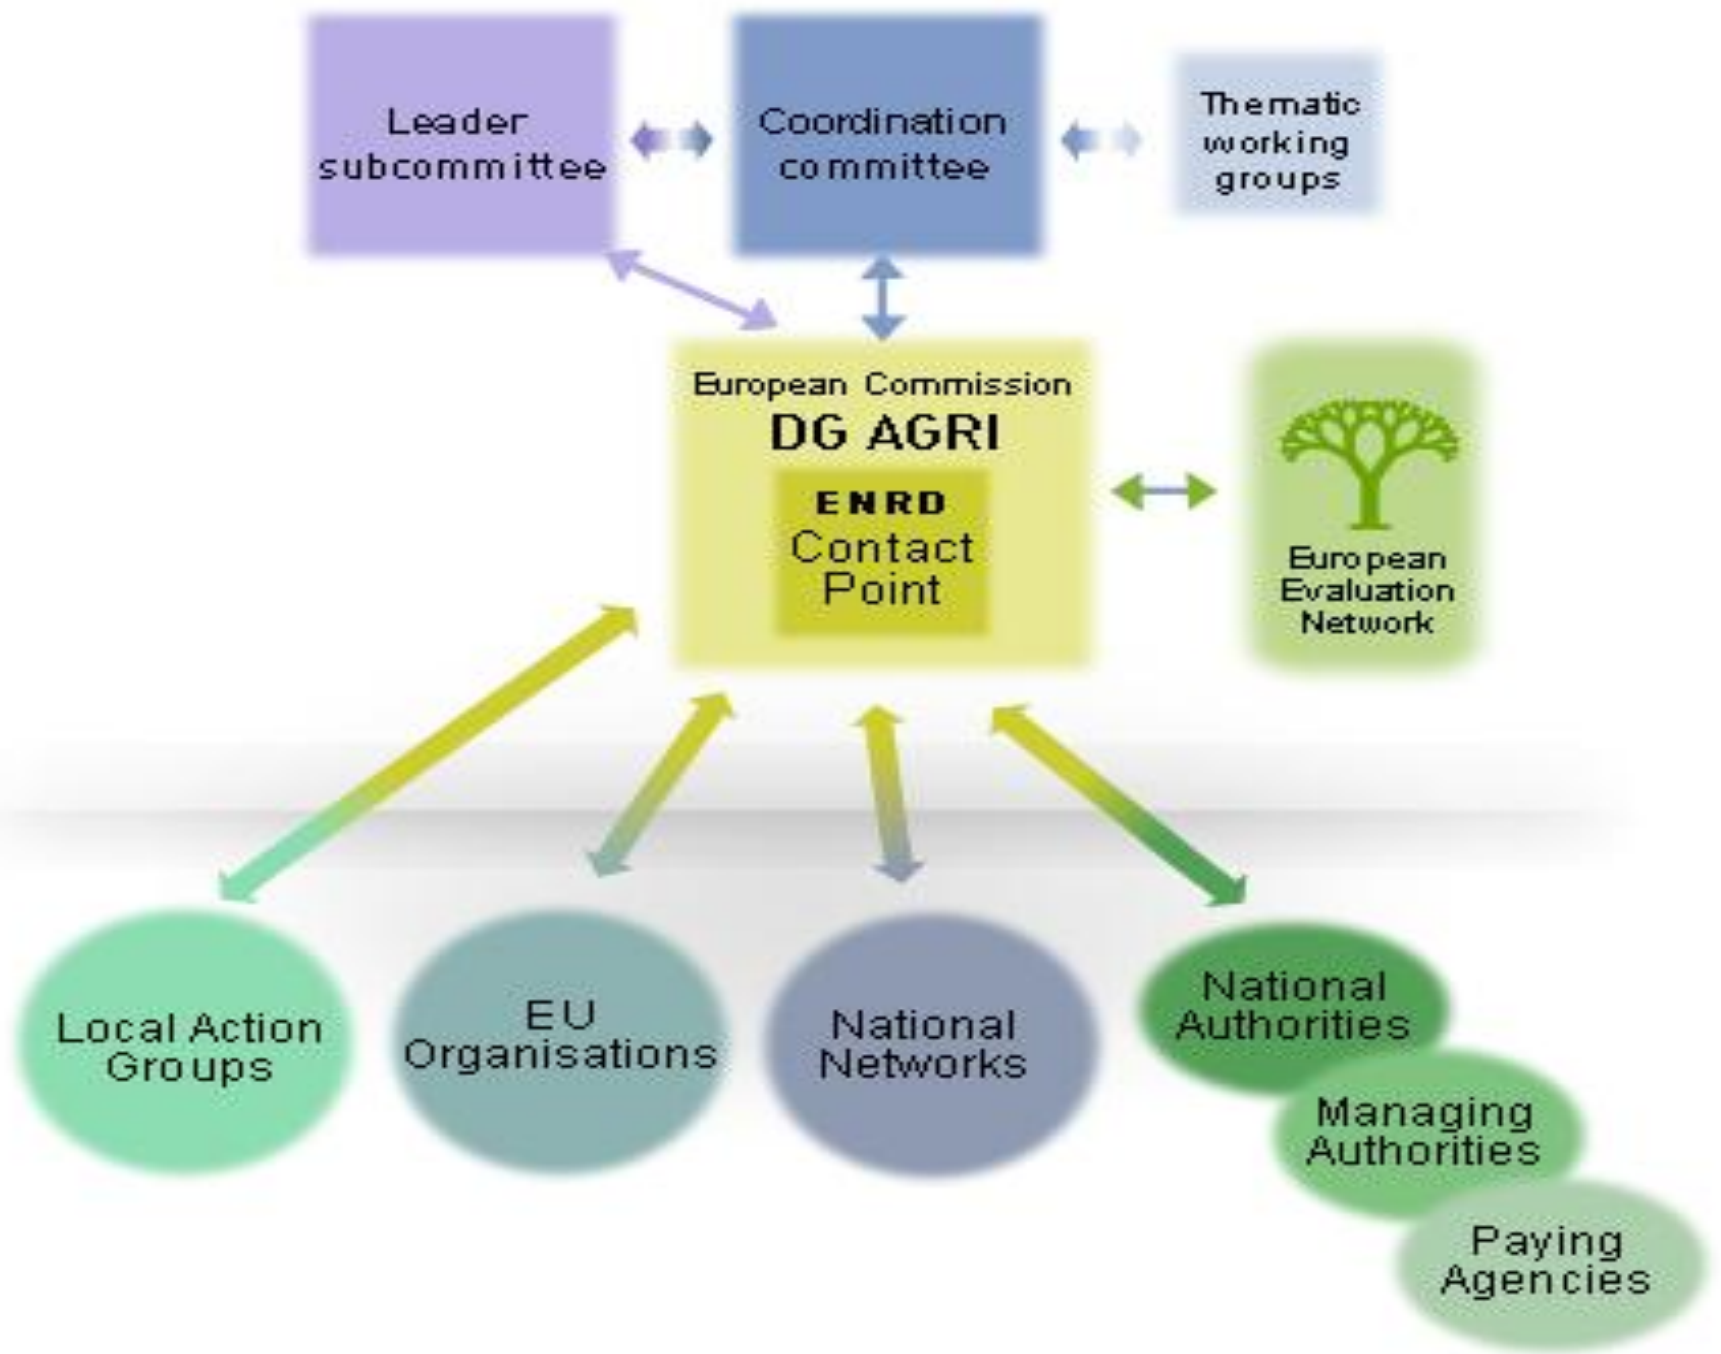 Leader
subcommittee
Coordination
committee
Thematic
working
groups
European Commission
DG AGRI
ENRD
Contact
Point
European
Evaluation
Network
Local Action
Groups
EU
Organisations
National
Networks
National
Authorities
Managing
Authorities
Paying
Agencies